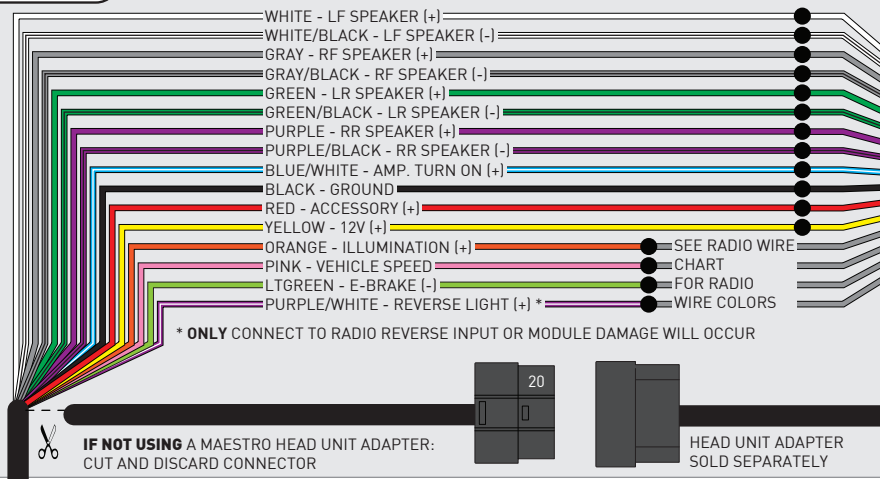 WHITE - LF SPEAKER (+)
WHITE/BLACK - LF SPEAKER (-)
GRAY - RF SPEAKER (+)
GRAY/BLACK - RF SPEAKER (-)
GREEN - LR SPEAKER (+)
GREEN/BLACK - LR SPEAKER (-)
PURPLE - RR SPEAKER (+)
PURPLE/BLACK - RR SPEAKER (-)
BLUE/WHITE - AMP. TURN ON (+)
BLACK - GROUND
RED - ACCESSORY (+)
YELLOW - 12V (+)
ORANGE - ILLUMINATION (+)
PINK - VEHICLE SPEED
LTGREEN - E-BRAKE (-)
PURPLE/WHITE - REVERSE LIGHT (+) *
SEE RADIO WIRE
CHART
FOR RADIO
WIRE COLORS
* ONLY CONNECT TO RADIO REVERSE INPUT OR MODULE DAMAGE WILL OCCUR
20
IF NOT USING A MAESTRO HEAD UNIT ADAPTER:
CUT AND DISCARD CONNECTOR
HEAD UNIT ADAPTER
SOLD SEPARATELY